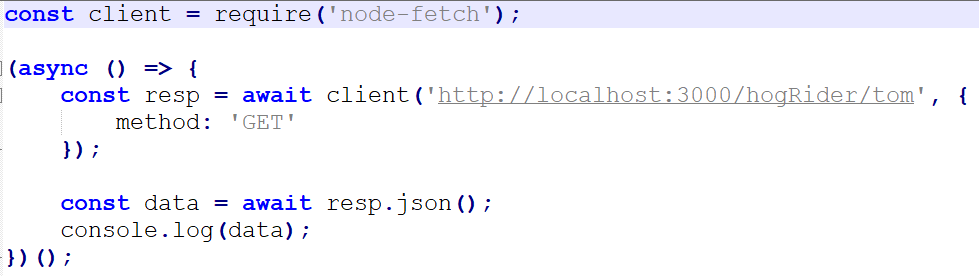 const client = require('node-fetch');
(async () => {
    const resp = await client('http://localhost:3000/hogRider/tom', {
        method: 'GET'
    });
    const data = await resp.json();
    console.log(data);
})();